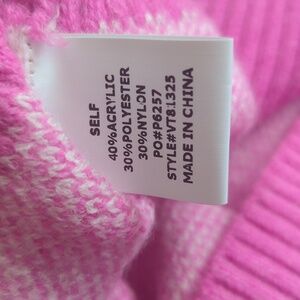 SELF
40%ACRYLIC
30%POLYESTER
30%NYLON
PO#P6257
STYLE#VT81325
MADE IN CHINA